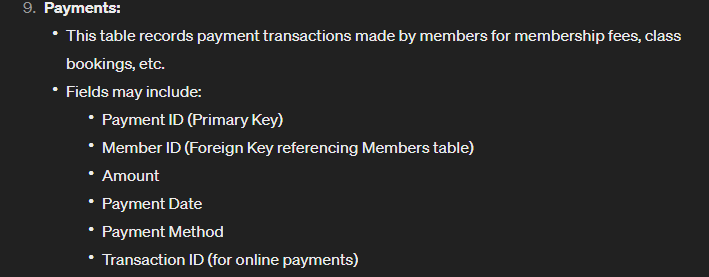 9. Payments:
• This table records payment transactions made by members for membership fees, class
bookings, etc.
• Fields may include:
• Payment ID (Primary Key)
• Member ID (Foreign Key referencing Members table)
• Amount
• Payment Date
• Payment Method
• Transaction ID (for online payments)